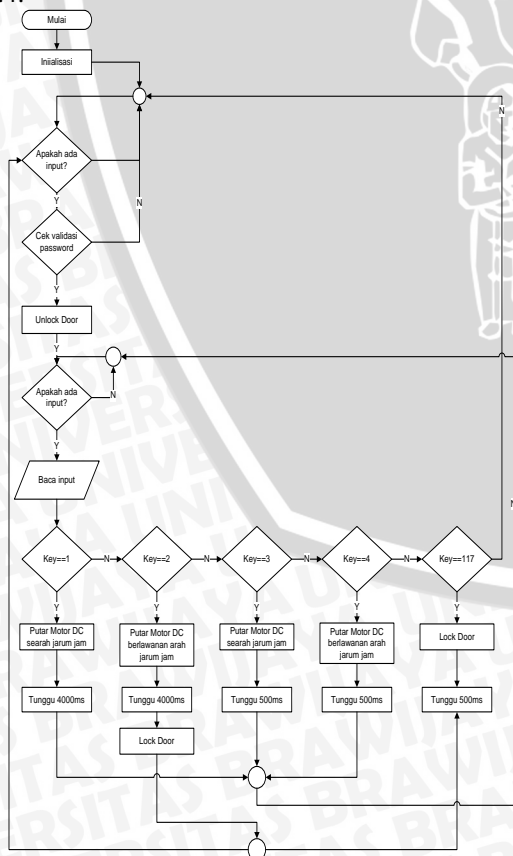 Mulai
Iniialisasi
N
Apakah ada
input?
Y
N
Cek validasi
password
Y
Unlock Door
Y
Apakah ada
input?
N
Y
Baca input
N
Key==1
N
Key==2
N
Key==3
N
Key==4
N
Key==117
Y
Y
Y
Y
Y
Putar Motor DC
searah jarum jam
Putar Motor DC
berlawanan arah
jarum jam
Putar Motor DC
searah jarum jam
Putar Motor DC
berlawanan arah
jarum jam
Lock Door
Tunggu 4000ms
Tunggu 4000ms
Tunggu 500ms
Tunggu 500ms
Tunggu 500ms
Lock Door